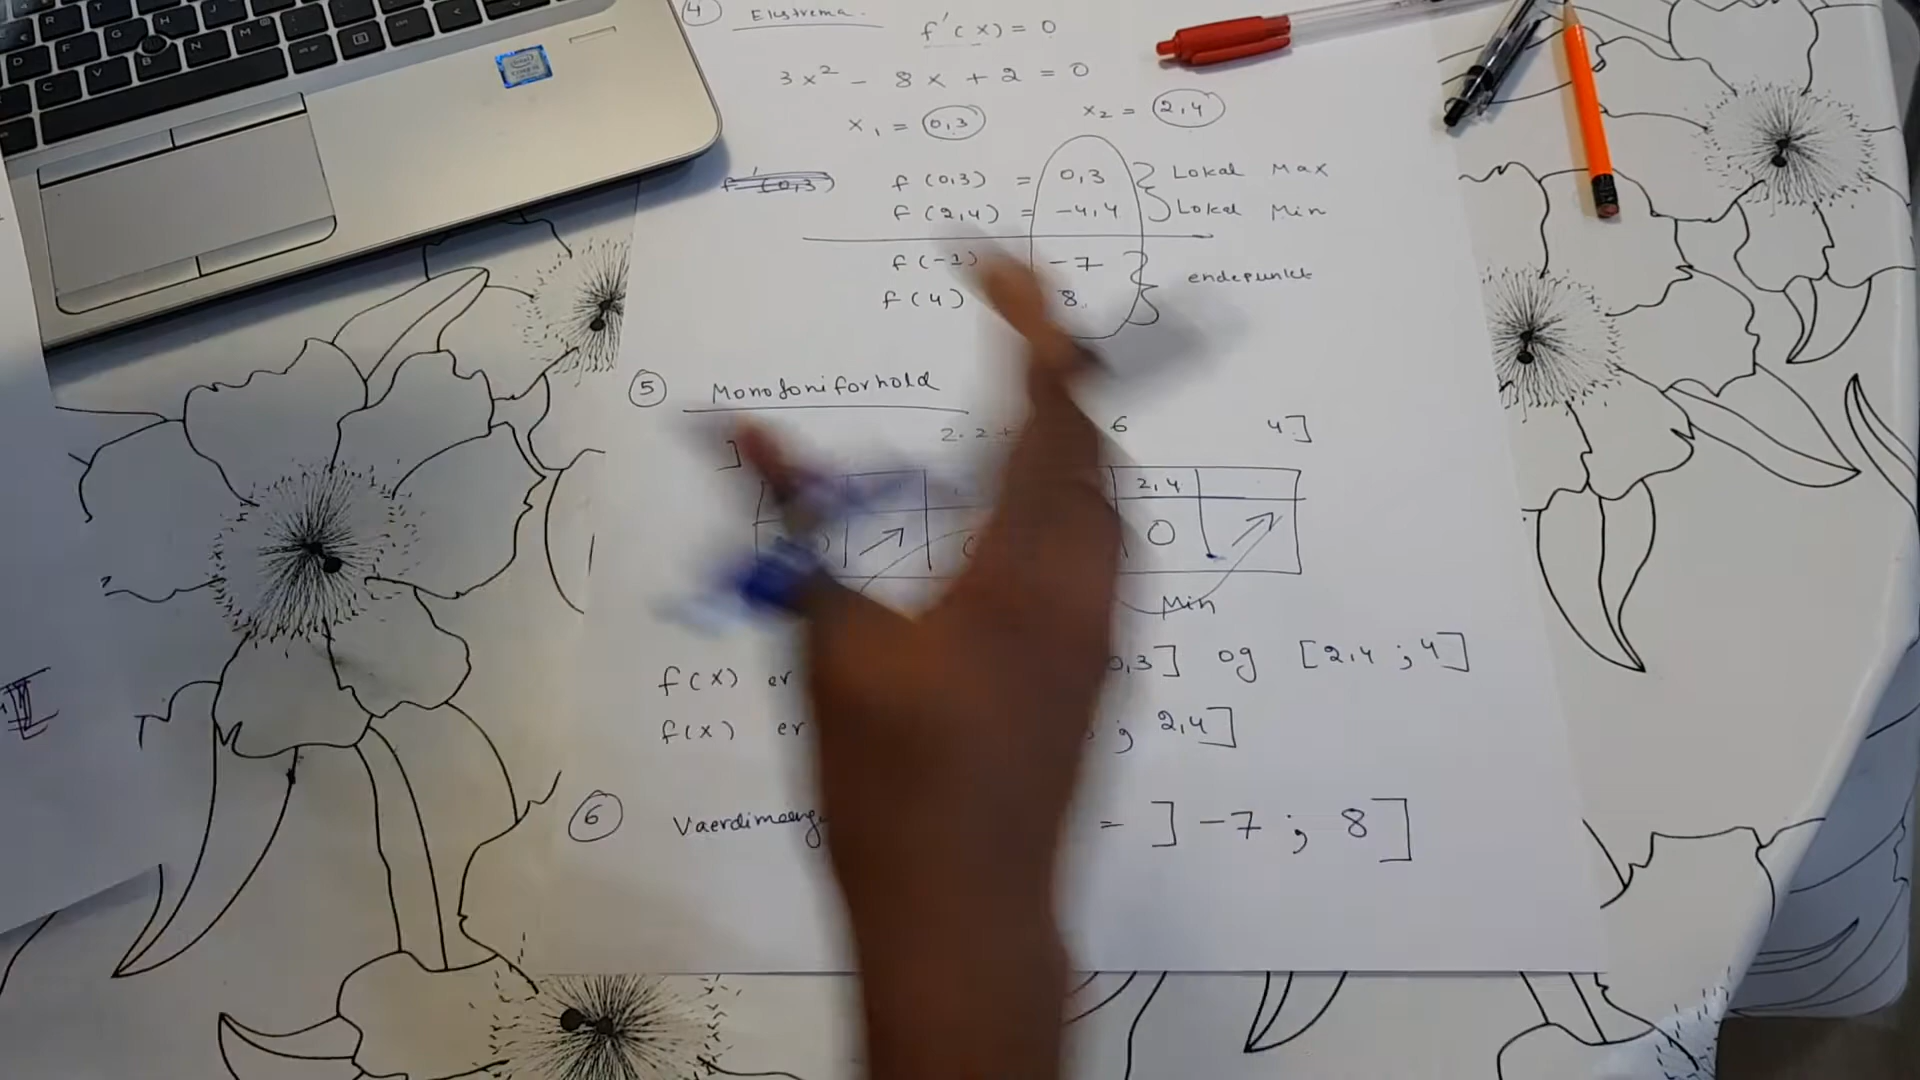 4 Ekstrema
f'(x) = 0
3x² - 8x + 2 = 0
x₁ = 0,3 x₂ = 2,4
f(0,3) = 0,3 Lokal Max
f(2,4) = -4,4 Lokal Min
f(-1) -7
f(4) 8
endepunkt
5 Monotoniforhold
] 2.2+ 6 4]
2,4
0
Min
f(x) er 0,3] og [2,4 ; 4]
f(x) er ; 2,4]
6 = ] -7 ; 8]